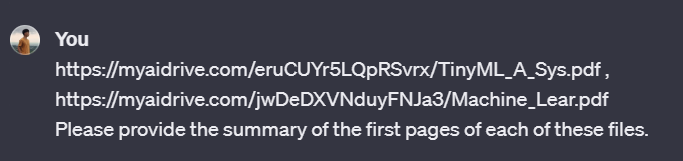 You
https://myaidrive.com/eruCUYr5LQpRSvrx/TinyML_A_Sys.pdf ,
https://myaidrive.com/jwDeDXVNduyFNJa3/Machine_Lear.pdf
Please provide the summary of the first pages of each of these files.